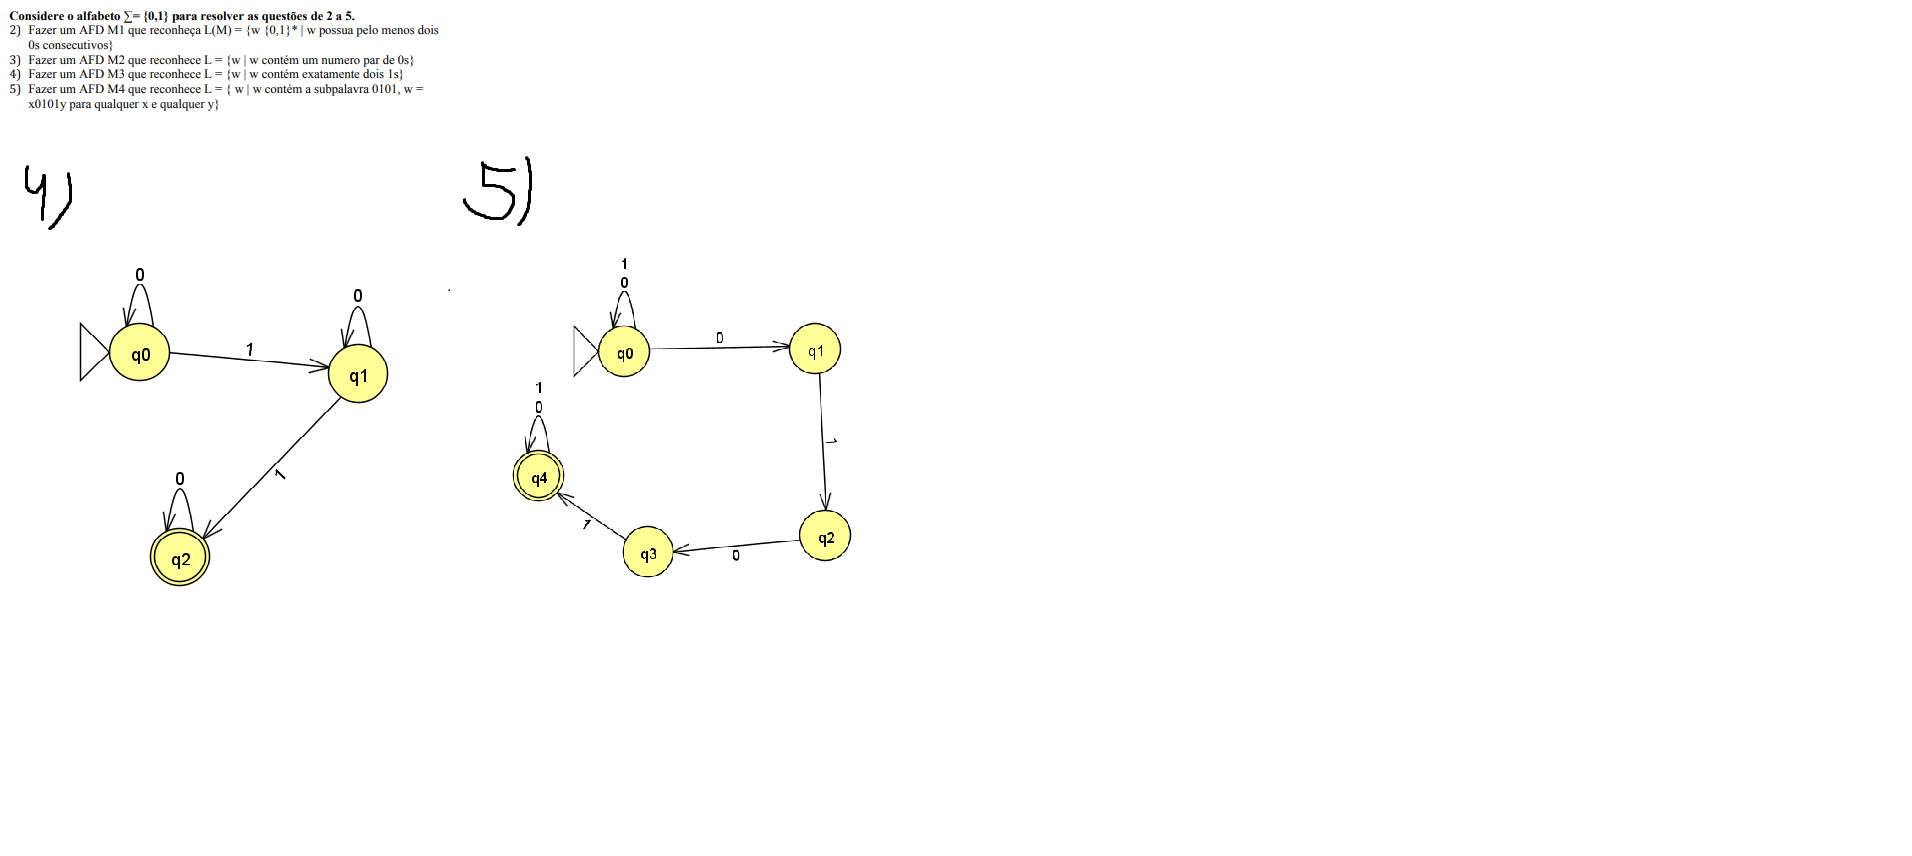 Considere o alfabeto ∑= {0,1} para resolver as questões de 2 a 5.
2) Fazer um AFD M1 que reconheça L(M) = {w {0,1}* | w possua pelo menos dois
0s consecutivos}
3) Fazer um AFD M2 que reconhece L = {w | w contém um numero par de 0s}
4) Fazer um AFD M3 que reconhece L = {w | w contém exatamente dois 1s}
5) Fazer um AFD M4 que reconhece L = { w | w contém a subpalavra 0101, w =
x0101y para qualquer x e qualquer y}
4)
0
q0
1
0
q1
1
0
q2
5)
1
0
q0
0
q1
1
q2
0
q3
1
1
0
q4